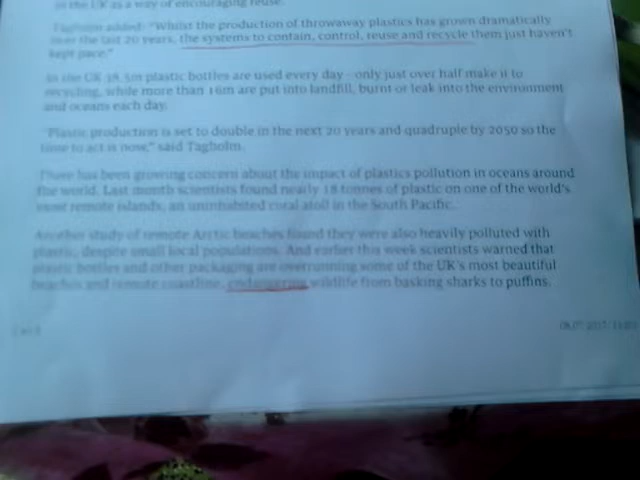 in the UK as a way of encouraging reuse.
Tagholm added: "Whilst the production of throwaway plastics has grown dramatically
over the last 20 years, the systems to contain, control, reuse and recycle them just haven't
kept pace."
In the UK 38.5m plastic bottles are used every day – only just over half make it to
recycling, while more than 16m are put into landfill, burnt or leak into the environment
and oceans each day.
"Plastic production is set to double in the next 20 years and quadruple by 2050 so the
time to act is now," said Tagholm.
There has been growing concern about the impact of plastics pollution in oceans around
the world. Last month scientists found nearly 18 tonnes of plastic on one of the world's
most remote islands, an uninhabited coral atoll in the South Pacific.
Another study of remote Arctic beaches found they were also heavily polluted with
plastic, despite small local populations. And earlier this week scientists warned that
plastic bottles and other packaging are overrunning some of the UK's most beautiful
beaches and remote coastline, endangering wildlife from basking sharks to puffins.